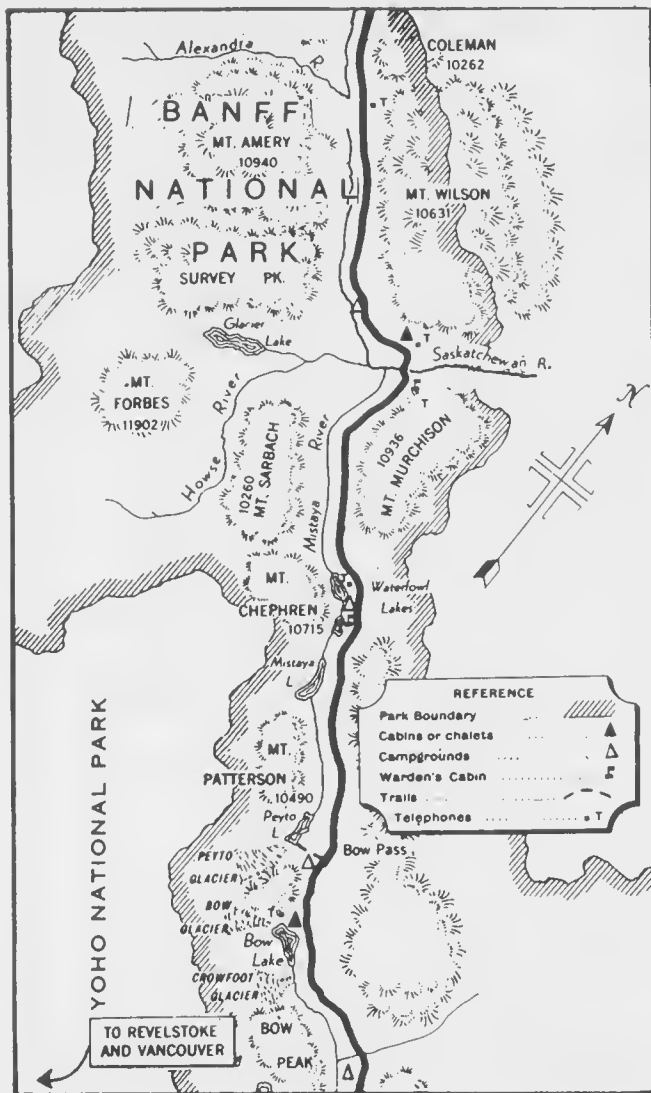 Alexandra R.
COLEMAN
10262
T
BANFF
MT. AMERY
10940
NATIONAL
MT. WILSON
10631
PARK
SURVEY PK.
Glacier
Lake
T
Saskatchewan R.
MT.
FORBES
11902
Howse River
T
N
10260
MT. SARBACH
Mistaya River
10936
MT. MURCHISON
MT.
CHEPHREN
10715
Waterfowl
Lakes
Mistaya
L.
REFERENCE
Park Boundary
Cabins or chalets
Campgrounds
Warden's Cabin
Trails
Telephones T
MT.
PATTERSON
10490
Peyto
L.
Bow Pass
PEYTO
GLACIER
BOW
GLACIER
T
Bow
Lake
CROWFOOT
GLACIER
YOHO NATIONAL PARK
BOW
PEAK
TO REVELSTOKE
AND VANCOUVER